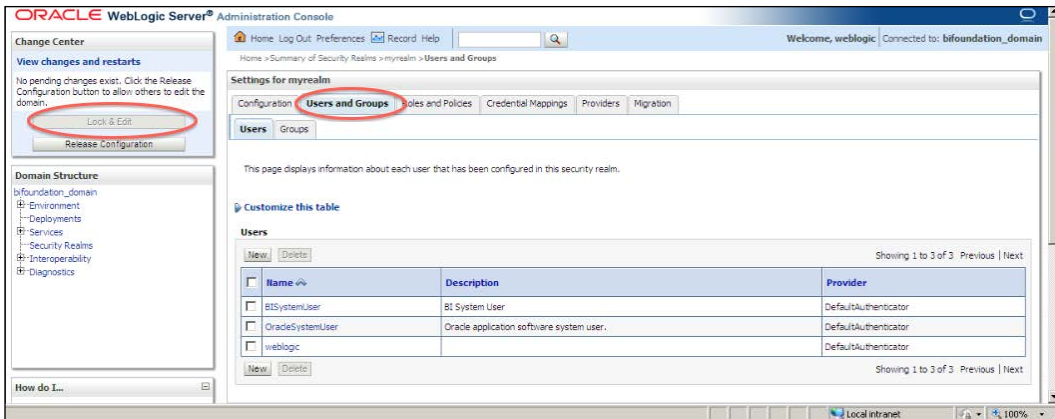 ORACLE WebLogic Server® Administration Console
Change Center
View changes and restarts
No pending changes exist. Click the Release
Configuration button to allow others to edit the
domain.
Lock & Edit
Release Configuration
Domain Structure
bifoundation_domain
Environment
Deployments
Services
Security Realms
Interoperability
Diagnostics
How do I...
Home Log Out Preferences Record Help
Welcome, weblogic Connected to: bifoundation_domain
Home >Summary of Security Realms >myrealm >Users and Groups
Settings for myrealm
Configuration Users and Groups Roles and Policies Credential Mappings Providers Migration
Users Groups
This page displays information about each user that has been configured in this security realm.
Customize this table
Users
New Delete Showing 1 to 3 of 3 Previous | Next
Name Description Provider
BISystemUser BI System User DefaultAuthenticator
OracleSystemUser Oracle application software system user. DefaultAuthenticator
weblogic DefaultAuthenticator
New Delete Showing 1 to 3 of 3 Previous | Next
Local intranet 100%